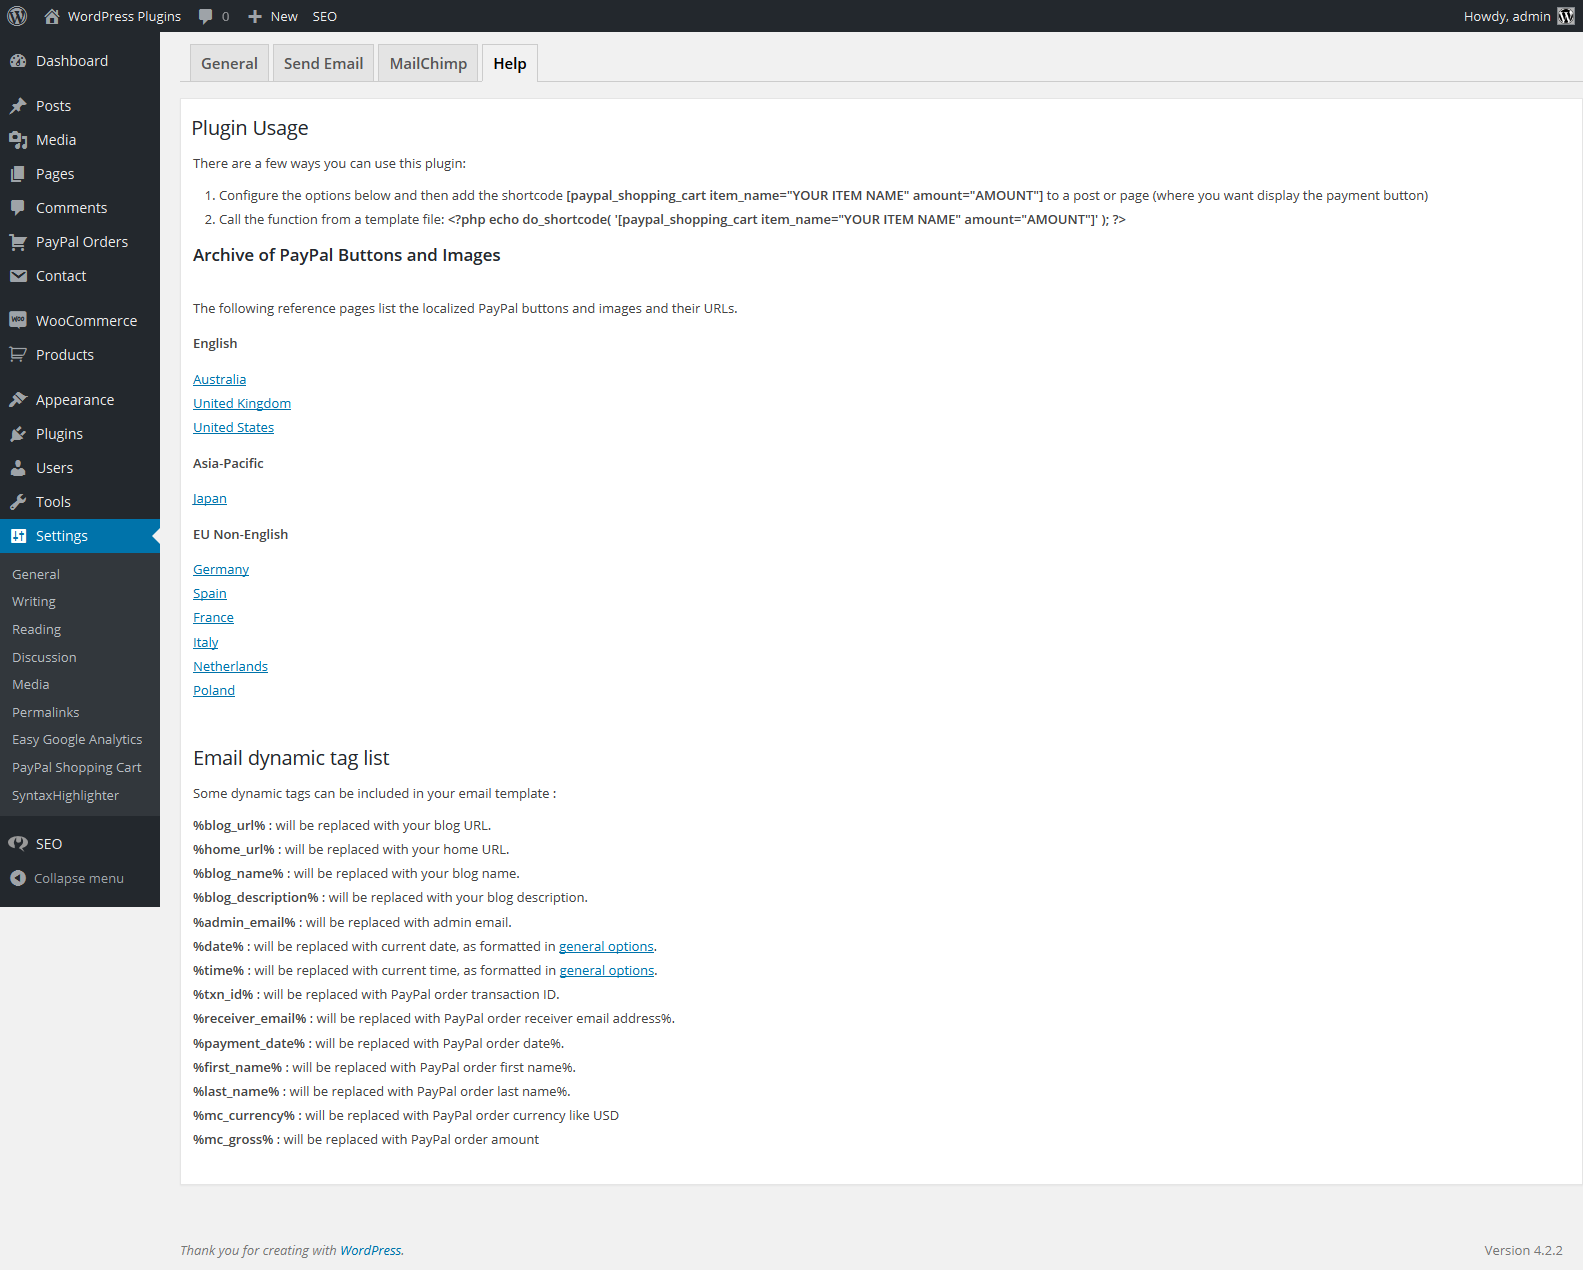 WordPress Plugins 0 New SEO Howdy, admin
Dashboard
Posts
Media
Pages
Comments
PayPal Orders
Contact
WooCommerce
Products
Appearance
Plugins
Users
Tools
Settings
General
Writing
Reading
Discussion
Media
Permalinks
Easy Google Analytics
PayPal Shopping Cart
SyntaxHighlighter
SEO
Collapse menu
General Send Email MailChimp Help
Plugin Usage
There are a few ways you can use this plugin:
1. Configure the options below and then add the shortcode [paypal_shopping_cart item_name="YOUR ITEM NAME" amount="AMOUNT"] to a post or page (where you want display the payment button)
2. Call the function from a template file: <?php echo do_shortcode( '[paypal_shopping_cart item_name="YOUR ITEM NAME" amount="AMOUNT"]' ); ?>
Archive of PayPal Buttons and Images
The following reference pages list the localized PayPal buttons and images and their URLs.
English
Australia
United Kingdom
United States
Asia-Pacific
Japan
EU Non-English
Germany
Spain
France
Italy
Netherlands
Poland
Email dynamic tag list
Some dynamic tags can be included in your email template :
%blog_url% : will be replaced with your blog URL.
%home_url% : will be replaced with your home URL.
%blog_name% : will be replaced with your blog name.
%blog_description% : will be replaced with your blog description.
%admin_email% : will be replaced with admin email.
%date% : will be replaced with current date, as formatted in general options.
%time% : will be replaced with current time, as formatted in general options.
%txn_id% : will be replaced with PayPal order transaction ID.
%receiver_email% : will be replaced with PayPal order receiver email address%.
%payment_date% : will be replaced with PayPal order date%.
%first_name% : will be replaced with PayPal order first name%.
%last_name% : will be replaced with PayPal order last name%.
%mc_currency% : will be replaced with PayPal order currency like USD
%mc_gross% : will be replaced with PayPal order amount
Thank you for creating with WordPress. Version 4.2.2